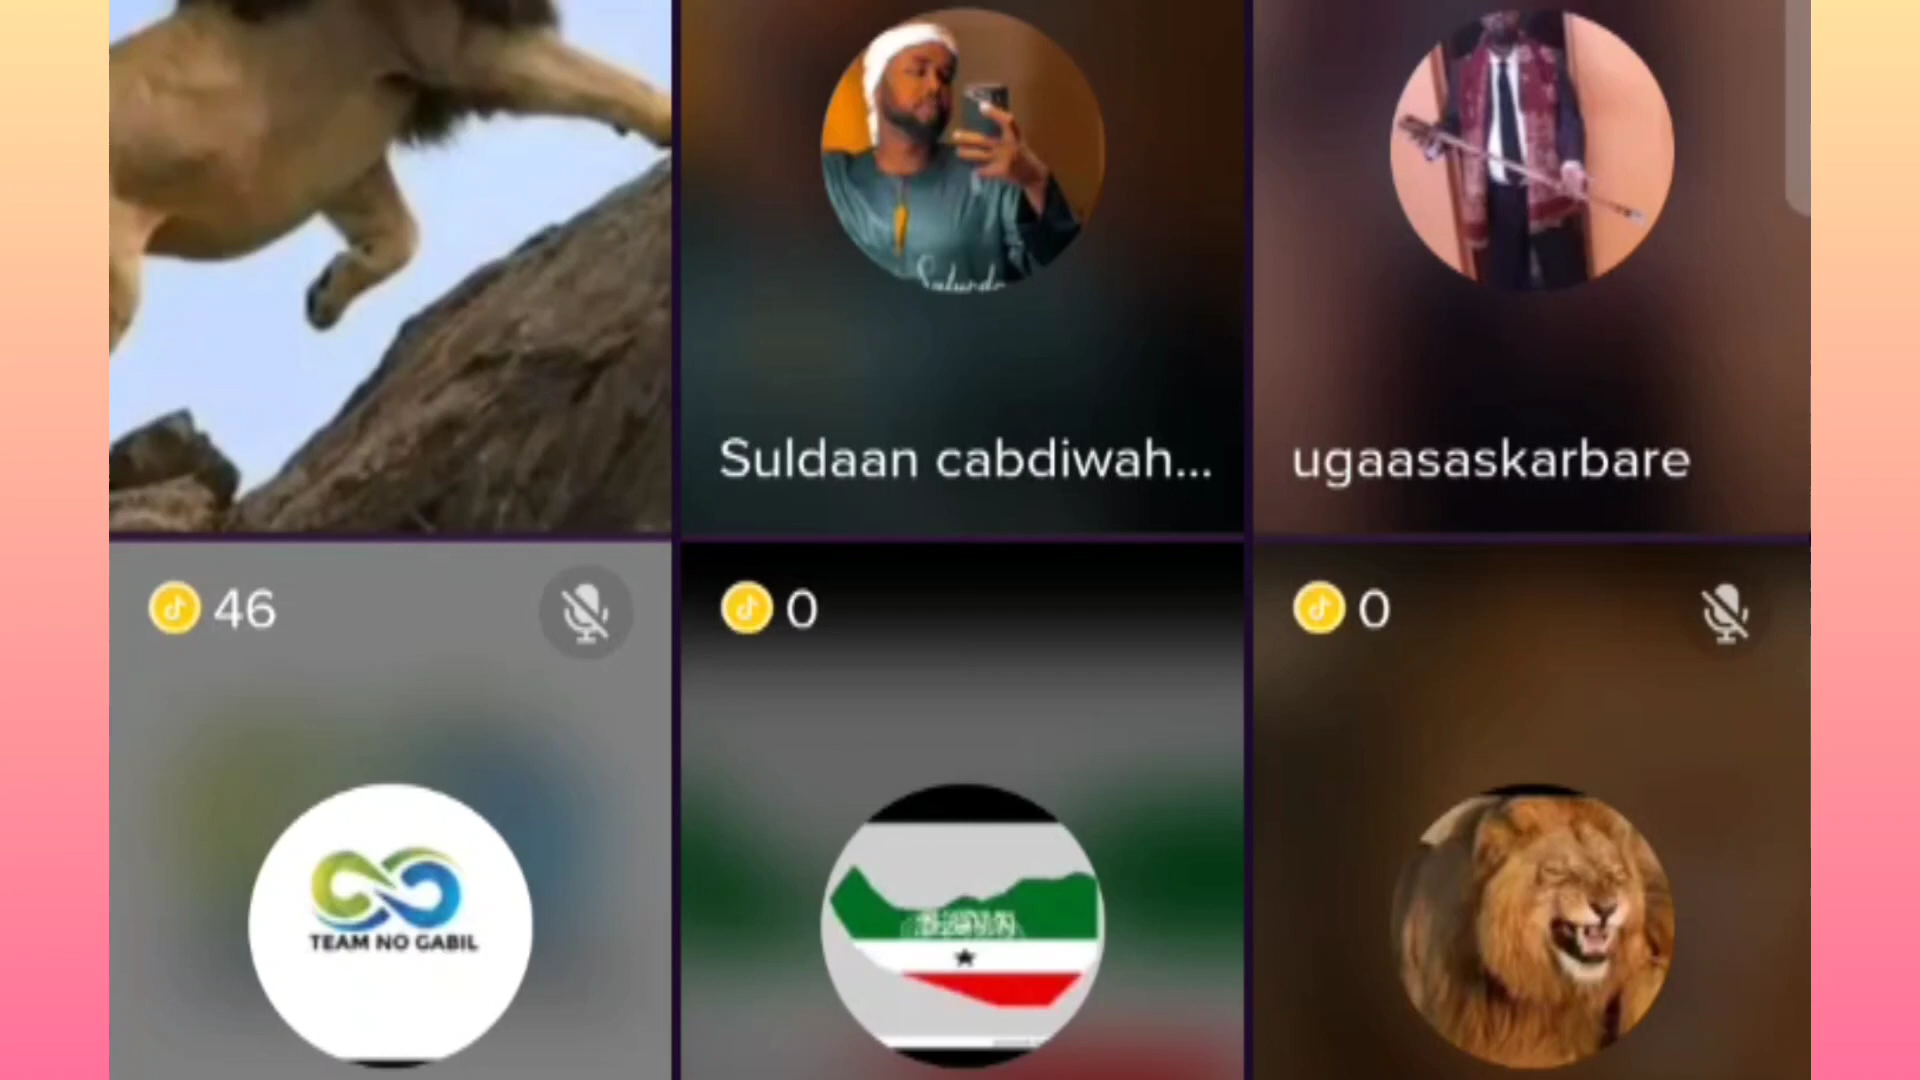 Suldaan cabdiwah...
ugaasaskarbare
46
0
0
TEAM NO GABIL